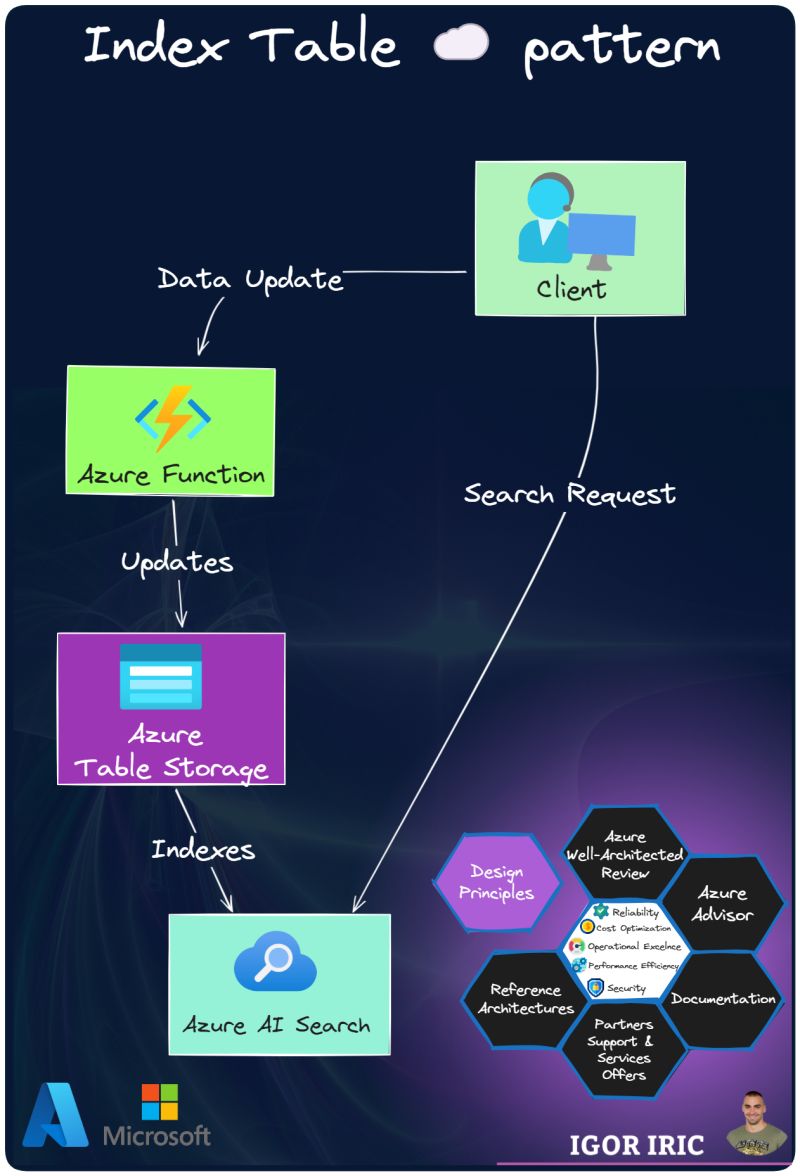 Index Table pattern
Client
Data Update
Azure Function
Search Request
Updates
Azure
Table Storage
Indexes
Azure AI Search
Design
Principles
Azure
Well-Architected
Review
Azure
Advisor
Reliability
Cost Optimization
Operational Excelnce
Performance Efficiency
Security
Reference
Architectures
Documentation
Partners
Support &
Services
Offers
Microsoft
IGOR IRIC